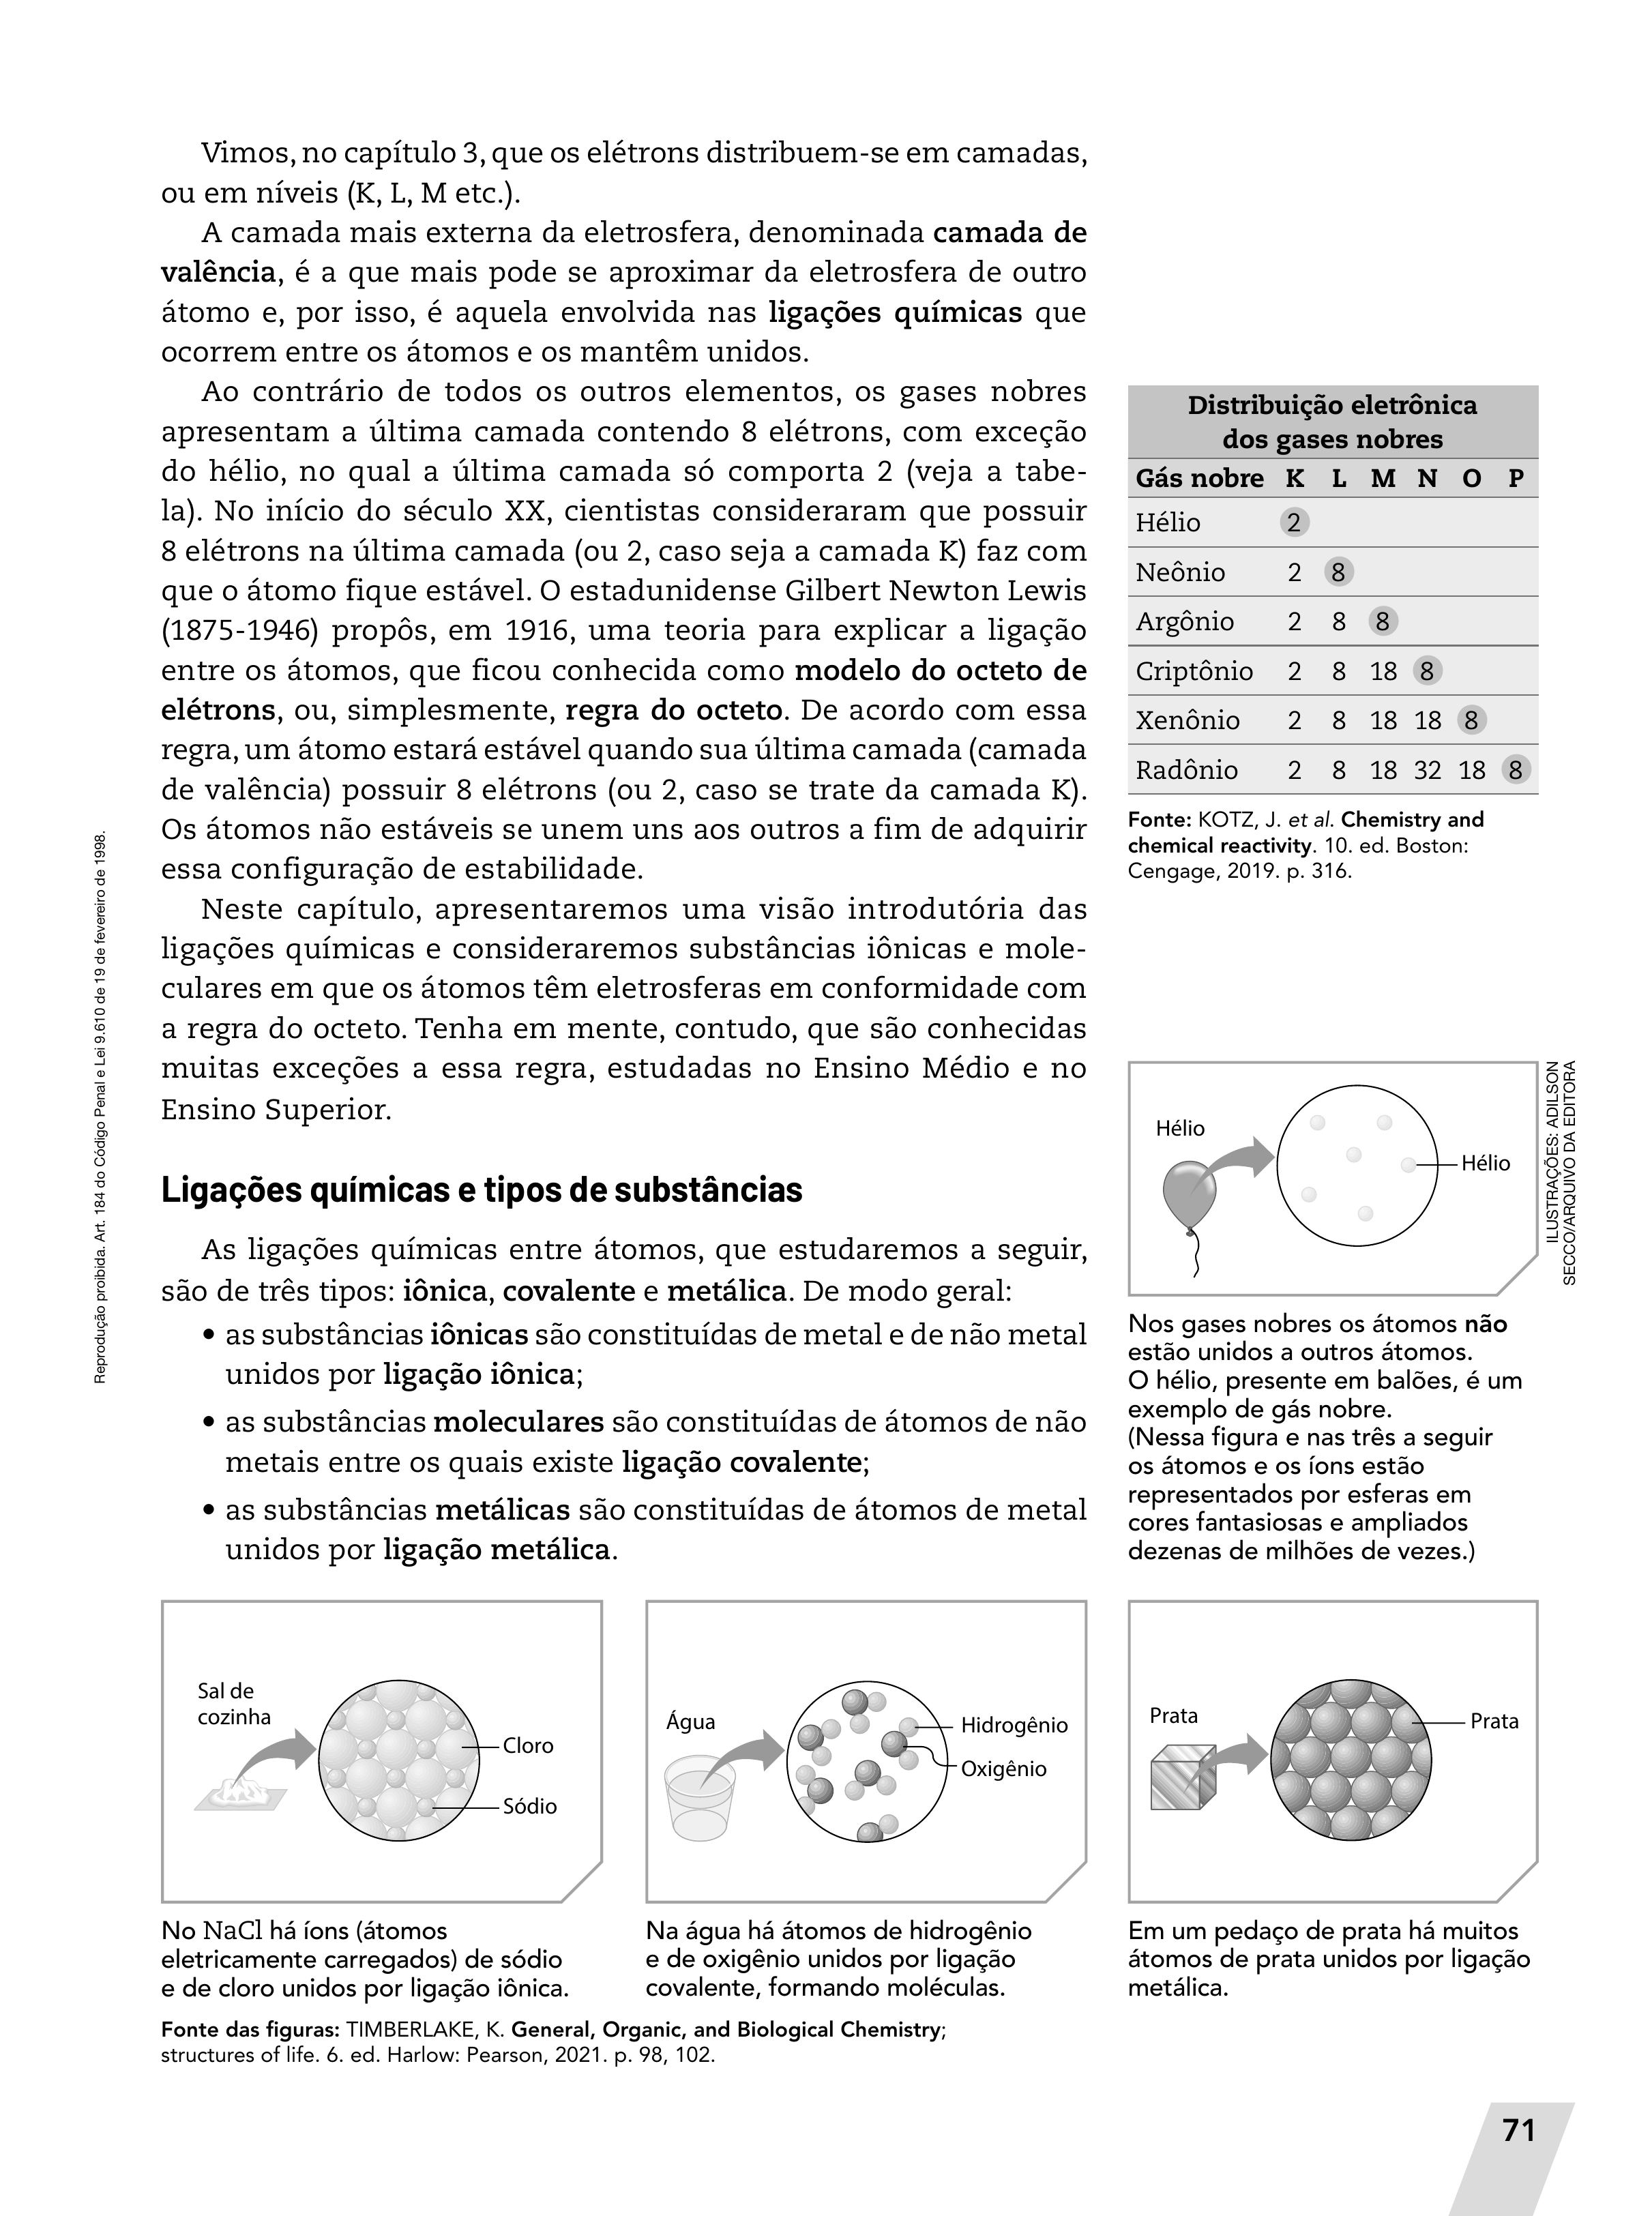 Vimos, no capítulo 3, que os elétrons distribuem-se em camadas,
ou em níveis (K, L, M etc.).
A camada mais externa da eletrosfera, denominada camada de
valência, é a que mais pode se aproximar da eletrosfera de outro
átomo e, por isso, é aquela envolvida nas ligações químicas que
ocorrem entre os átomos e os mantêm unidos.
Ao contrário de todos os outros elementos, os gases nobres
apresentam a última camada contendo 8 elétrons, com exceção
do hélio, no qual a última camada só comporta 2 (veja a tabe-
la). No início do século XX, cientistas consideraram que possuir
8 elétrons na última camada (ou 2, caso seja a camada K) faz com
que o átomo fique estável. O estadunidense Gilbert Newton Lewis
(1875-1946) propôs, em 1916, uma teoria para explicar a ligação
entre os átomos, que ficou conhecida como modelo do octeto de
elétrons, ou, simplesmente, regra do octeto. De acordo com essa
regra, um átomo estará estável quando sua última camada (camada
de valência) possuir 8 elétrons (ou 2, caso se trate da camada K).
Os átomos não estáveis se unem uns aos outros a fim de adquirir
essa configuração de estabilidade.
Neste capítulo, apresentaremos uma visão introdutória das
ligações químicas e consideraremos substâncias iônicas e mole-
culares em que os átomos têm eletrosferas em conformidade com
a regra do octeto. Tenha em mente, contudo, que são conhecidas
muitas exceções a essa regra, estudadas no Ensino Médio e no
Ensino Superior.
Distribuição eletrônica
dos gases nobres
Gás nobre K L M N O P
Hélio 2
Neônio 2 8
Argônio 2 8 8
Criptônio 2 8 18 8
Xenônio 2 8 18 18 8
Radônio 2 8 18 32 18 8
Fonte: KOTZ, J. et al. Chemistry and
chemical reactivity. 10. ed. Boston:
Cengage, 2019. p. 316.
Ligações químicas e tipos de substâncias
As ligações químicas entre átomos, que estudaremos a seguir,
são de três tipos: iônica, covalente e metálica. De modo geral:
• as substâncias iônicas são constituídas de metal e de não metal
unidos por ligação iônica;
• as substâncias moleculares são constituídas de átomos de não
metais entre os quais existe ligação covalente;
• as substâncias metálicas são constituídas de átomos de metal
unidos por ligação metálica.
Hélio
Hélio
ILUSTRAÇÕES: ADILSON
SECCO/ARQUIVO DA EDITORA
Nos gases nobres os átomos não
estão unidos a outros átomos.
O hélio, presente em balões, é um
exemplo de gás nobre.
(Nessa figura e nas três a seguir
os átomos e os íons estão
representados por esferas em
cores fantasiosas e ampliados
dezenas de milhões de vezes.)
Sal de
cozinha
Cloro
Sódio
No NaCl há íons (átomos
eletricamente carregados) de sódio
e de cloro unidos por ligação iônica.
Água
Hidrogênio
Oxigênio
Na água há átomos de hidrogênio
e de oxigênio unidos por ligação
covalente, formando moléculas.
Prata
Prata
Em um pedaço de prata há muitos
átomos de prata unidos por ligação
metálica.
Fonte das figuras: TIMBERLAKE, K. General, Organic, and Biological Chemistry;
structures of life. 6. ed. Harlow: Pearson, 2021. p. 98, 102.
Reprodução proibida. Art. 184 do Código Penal e Lei 9.610 de 19 de fevereiro de 1998.
71